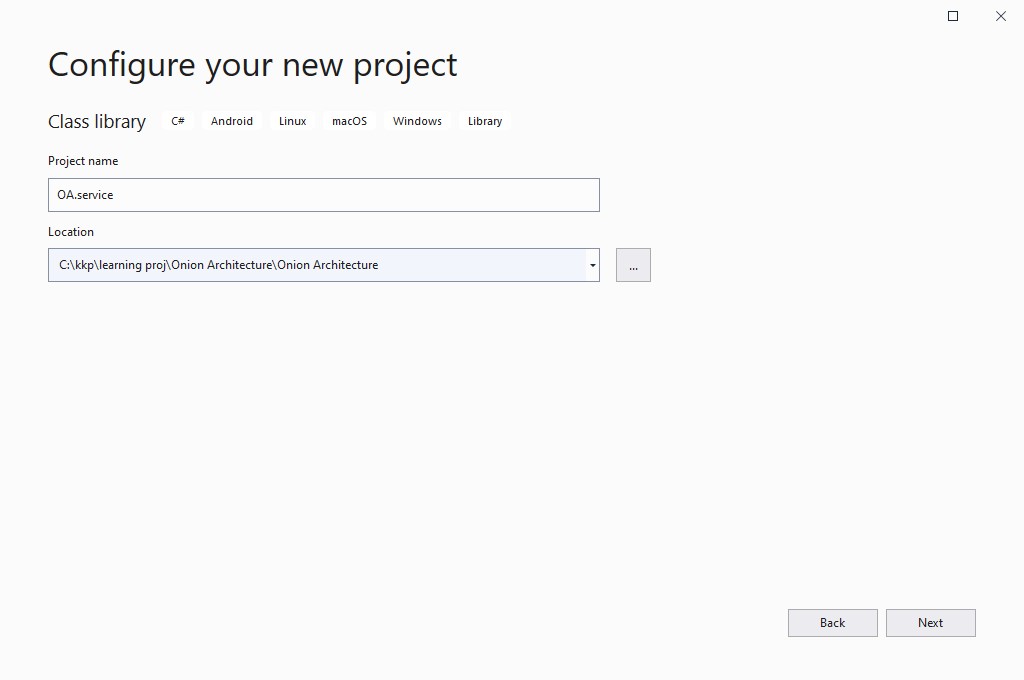 Configure your new project
Class library C# Android Linux macOS Windows Library
Project name
OA.service
Location
C:\kkp\learning proj\Onion Architecture\Onion Architecture
...
Back Next